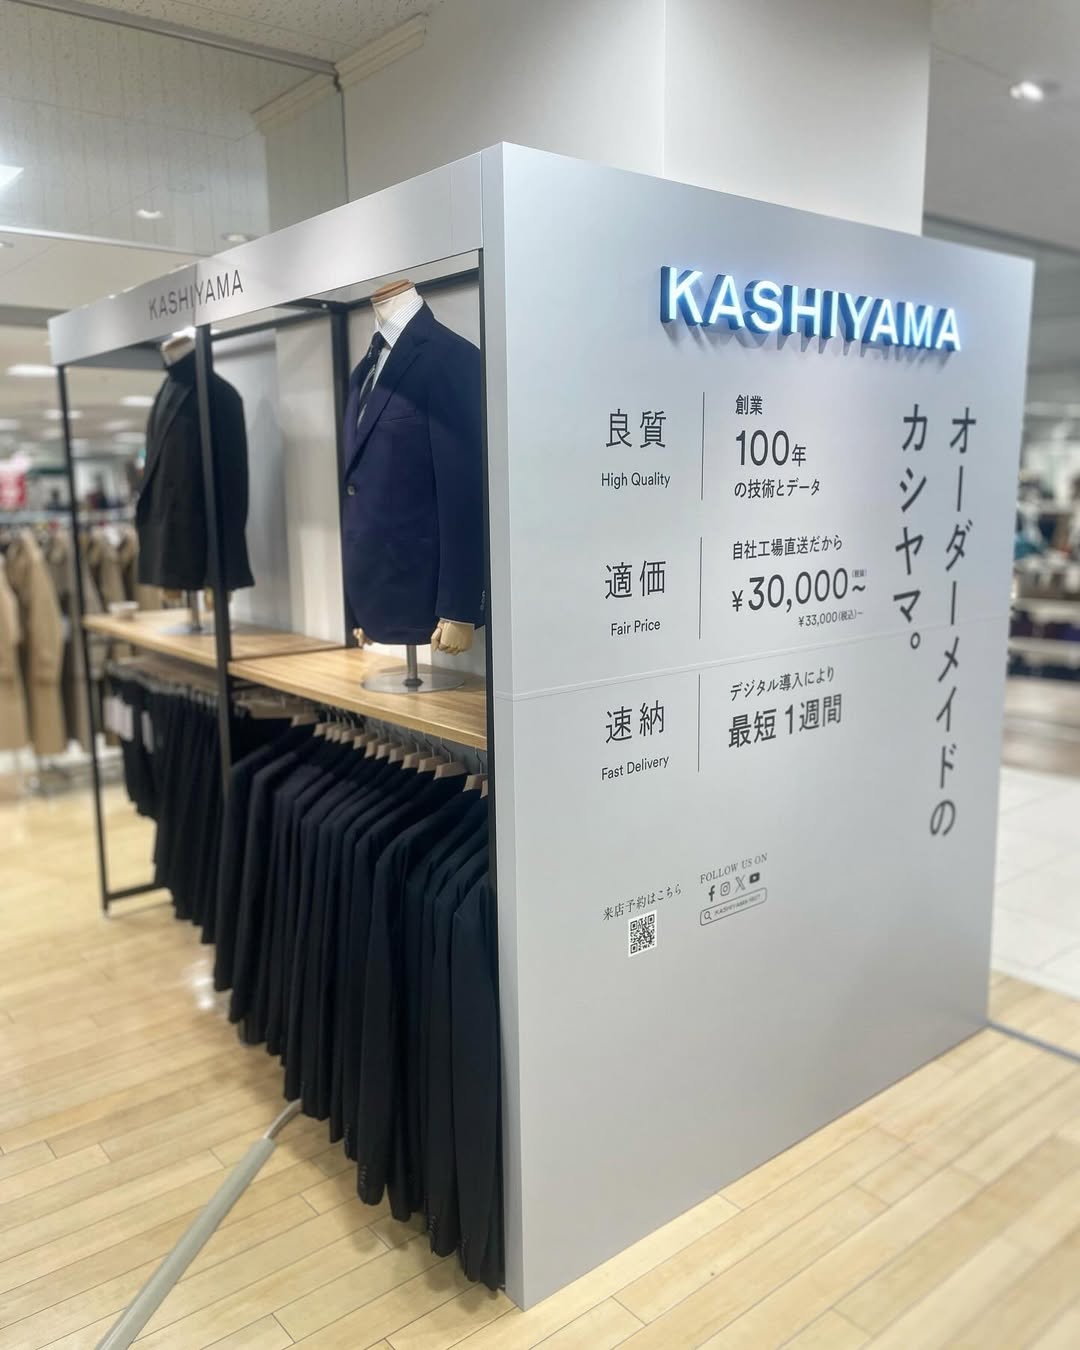 KASHIYAMA
KASHIYAMA
オーダーメイドの
カシヤマ。
良質
High Quality
創業
100年
の技術とデータ
適価
Fair Price
自社工場直送だから
¥30,000~(税抜)
¥33,000(税込)~
速納
Fast Delivery
デジタル導入により
最短1週間
来店予約はこちら
FOLLOW US ON